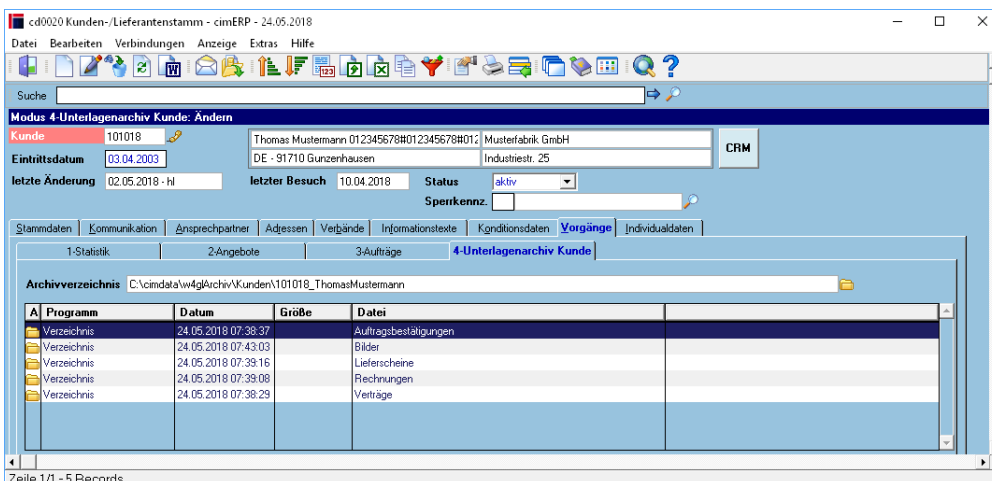 cd0020 Kunden-/Lieferantenstamm - cimERP - 24.05.2018
Datei Bearbeiten Verbindungen Anzeige Extras Hilfe
Suche
Modus 4-Unterlagenarchiv Kunde: Ändern
Kunde 101018 Thomas Mustermann 012345678#012345678#012 Musterfabrik GmbH CRM
Eintrittsdatum 03.04.2003 DE - 91710 Gunzenhausen Industriestr. 25
letzte Änderung 02.05.2018 - hl letzter Besuch 10.04.2018 Status aktiv
Sperrkennz.
Stammdaten Kommunikation Ansprechpartner Adressen Verbände Informationstexte Konditionsdaten Vorgänge Individualdaten
1-Statistik 2-Angebote 3-Aufträge 4-Unterlagenarchiv Kunde
Archivverzeichnis C:\cimdata\w4glArchiv\Kunden\101018_ThomasMustermann
A Programm Datum Größe Datei
Verzeichnis 24.05.2018 07:38:37 Auftragsbestätigungen
Verzeichnis 24.05.2018 07:43:03 Bilder
Verzeichnis 24.05.2018 07:39:16 Lieferscheine
Verzeichnis 24.05.2018 07:39:08 Rechnungen
Verzeichnis 24.05.2018 07:38:29 Verträge
Zeile 1/1 - 5 Records